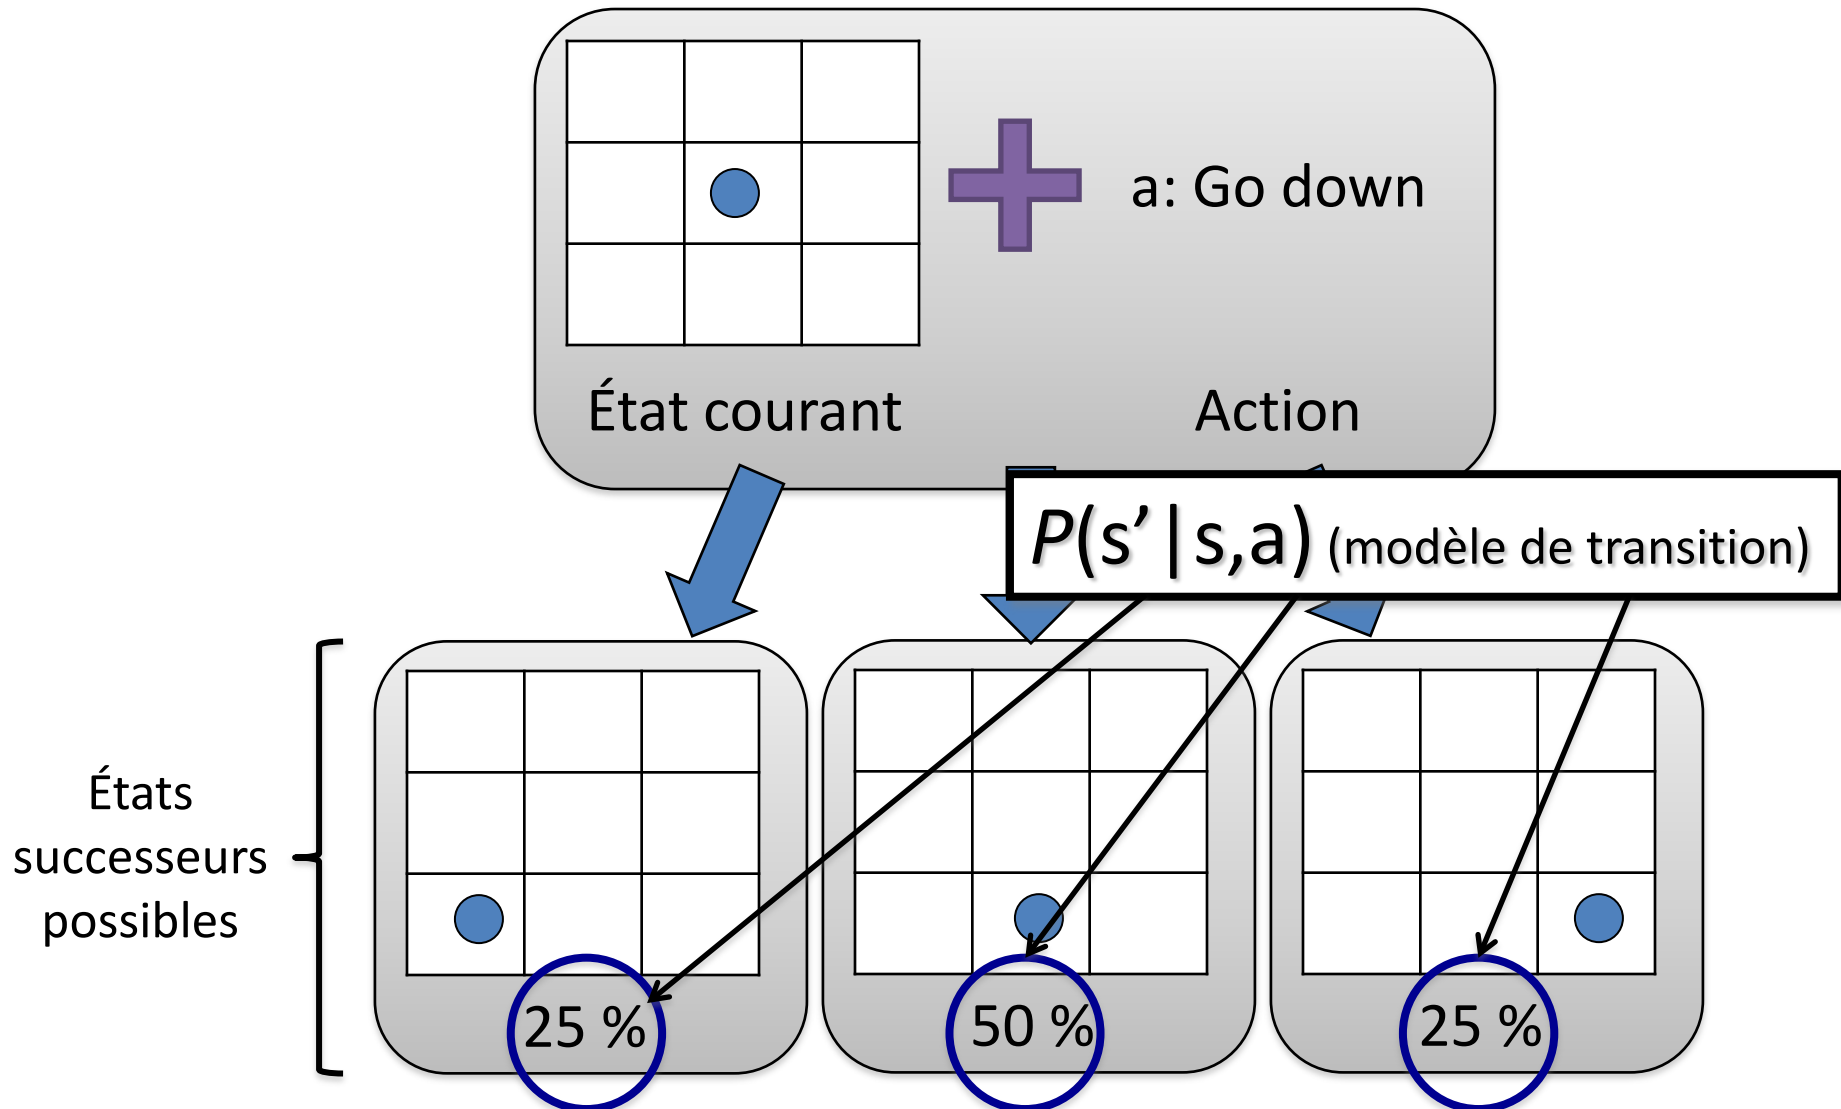 a: Go down
État courant
Action
P(s’|s,a) (modèle de transition)
États
successeurs
possibles
25 %
50 %
25 %